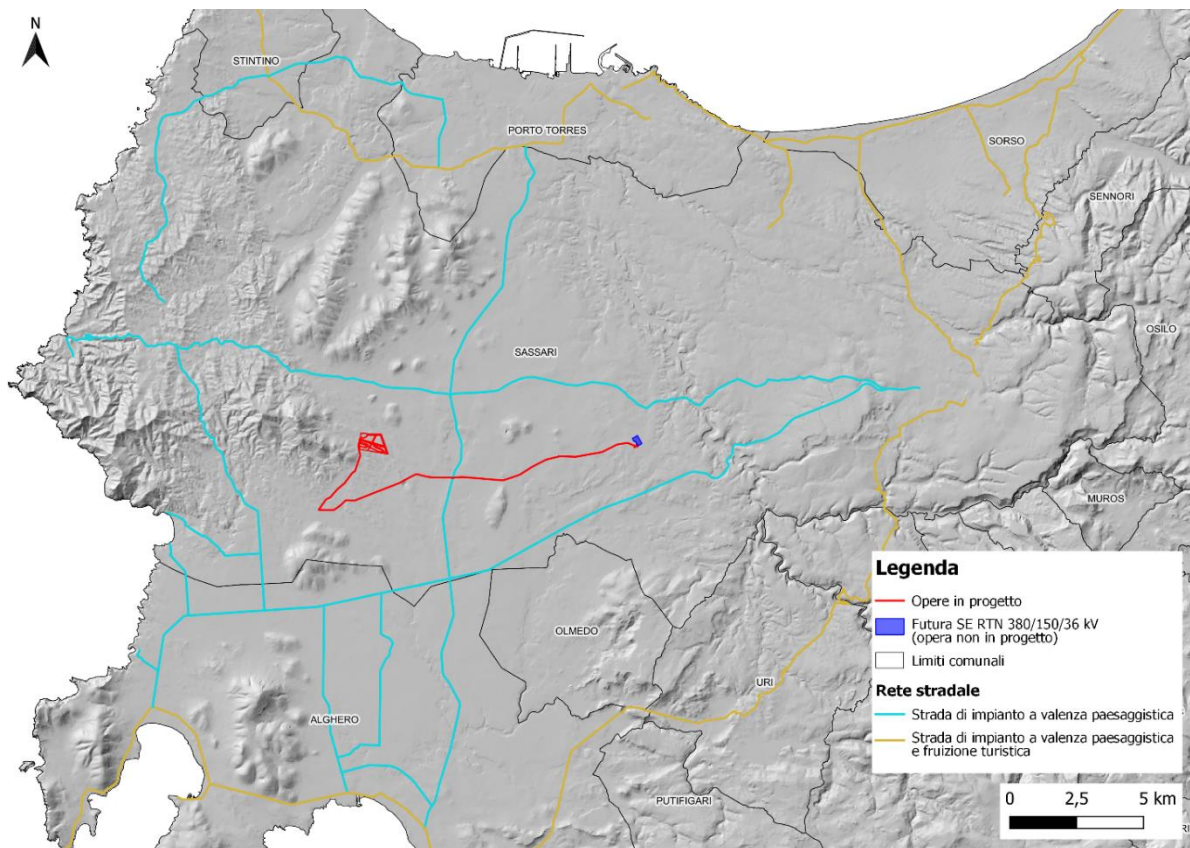 N
STINTINO
PORTO TORRES
SORSO
SENNORI
OSILO
SASSARI
MUROS
OLMEDO
URI
ALGHERO
PUTIFIGARI
Legenda
Opere in progetto
Futura SE RTN 380/150/36 kV
(opera non in progetto)
Limiti comunali
Rete stradale
Strada di impianto a valenza paesaggistica
Strada di impianto a valenza paesaggistica
e fruizione turistica
0 2,5 5 km